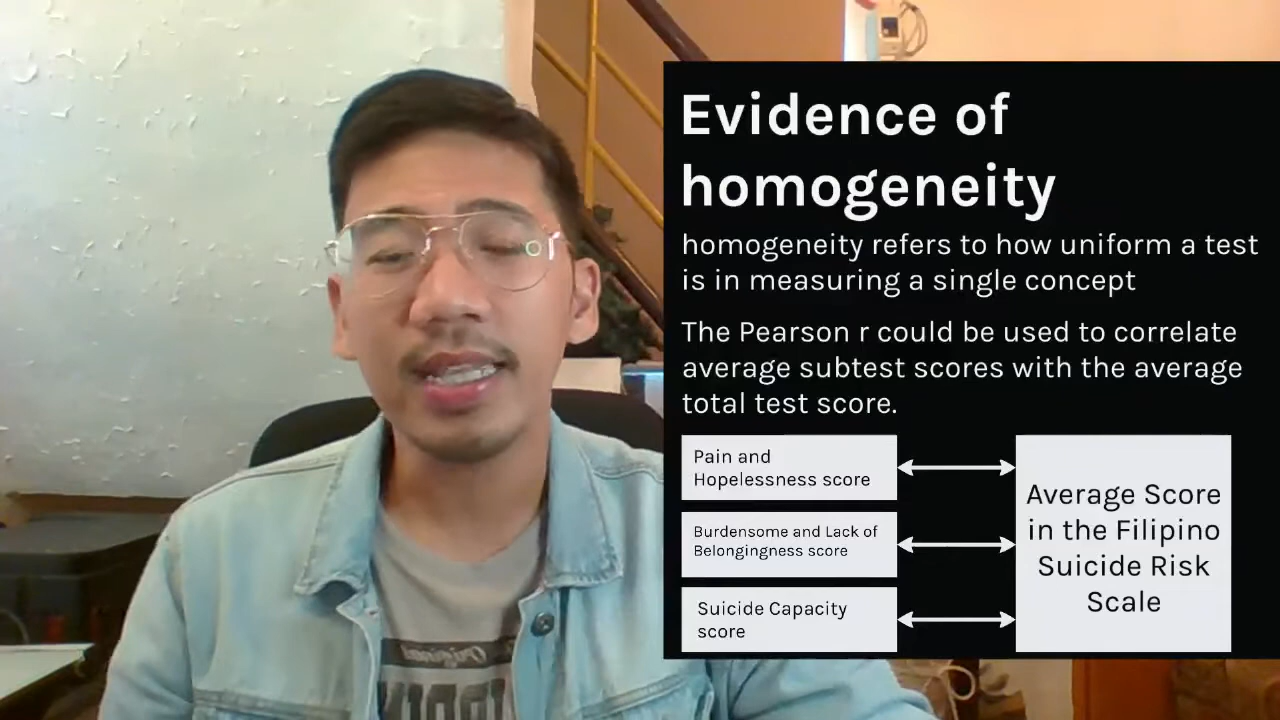 Evidence of
homogeneity
homogeneity refers to how uniform a test
is in measuring a single concept
The Pearson r could be used to correlate
average subtest scores with the average
total test score.
Pain and
Hopelessness score
Burdensome and Lack of
Belongingness score
Suicide Capacity
score
Average Score
in the Filipino
Suicide Risk
Scale
Original